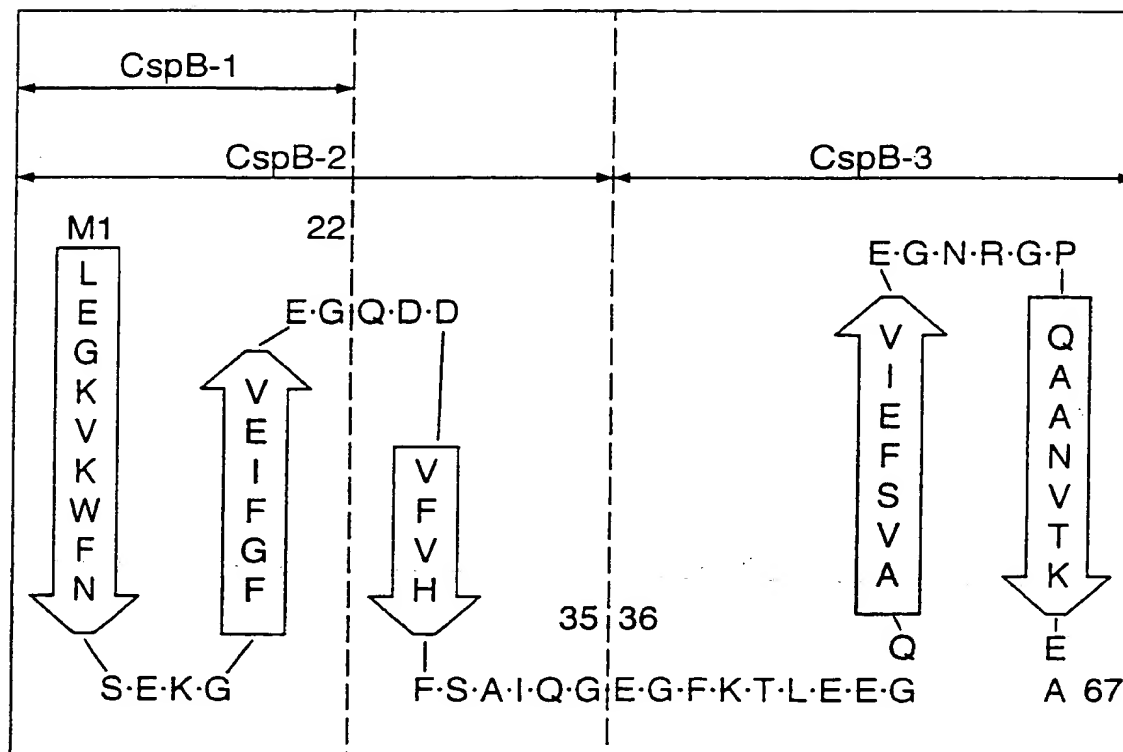 CspB-1
CspB-2
CspB-3
M1
22
L
E
G
K
V
K
W
F
N
S·E·K·G
V
E
I
F
G
F
E·G·Q·D·D
V
F
V
H
F·S·A·I·Q·G·E·G·F·K·T·L·E·E·G
35 36
Q
V
I
E
F
S
V
A
E·G·N·R·G·P
Q
A
A
N
V
T
K
E
A 67